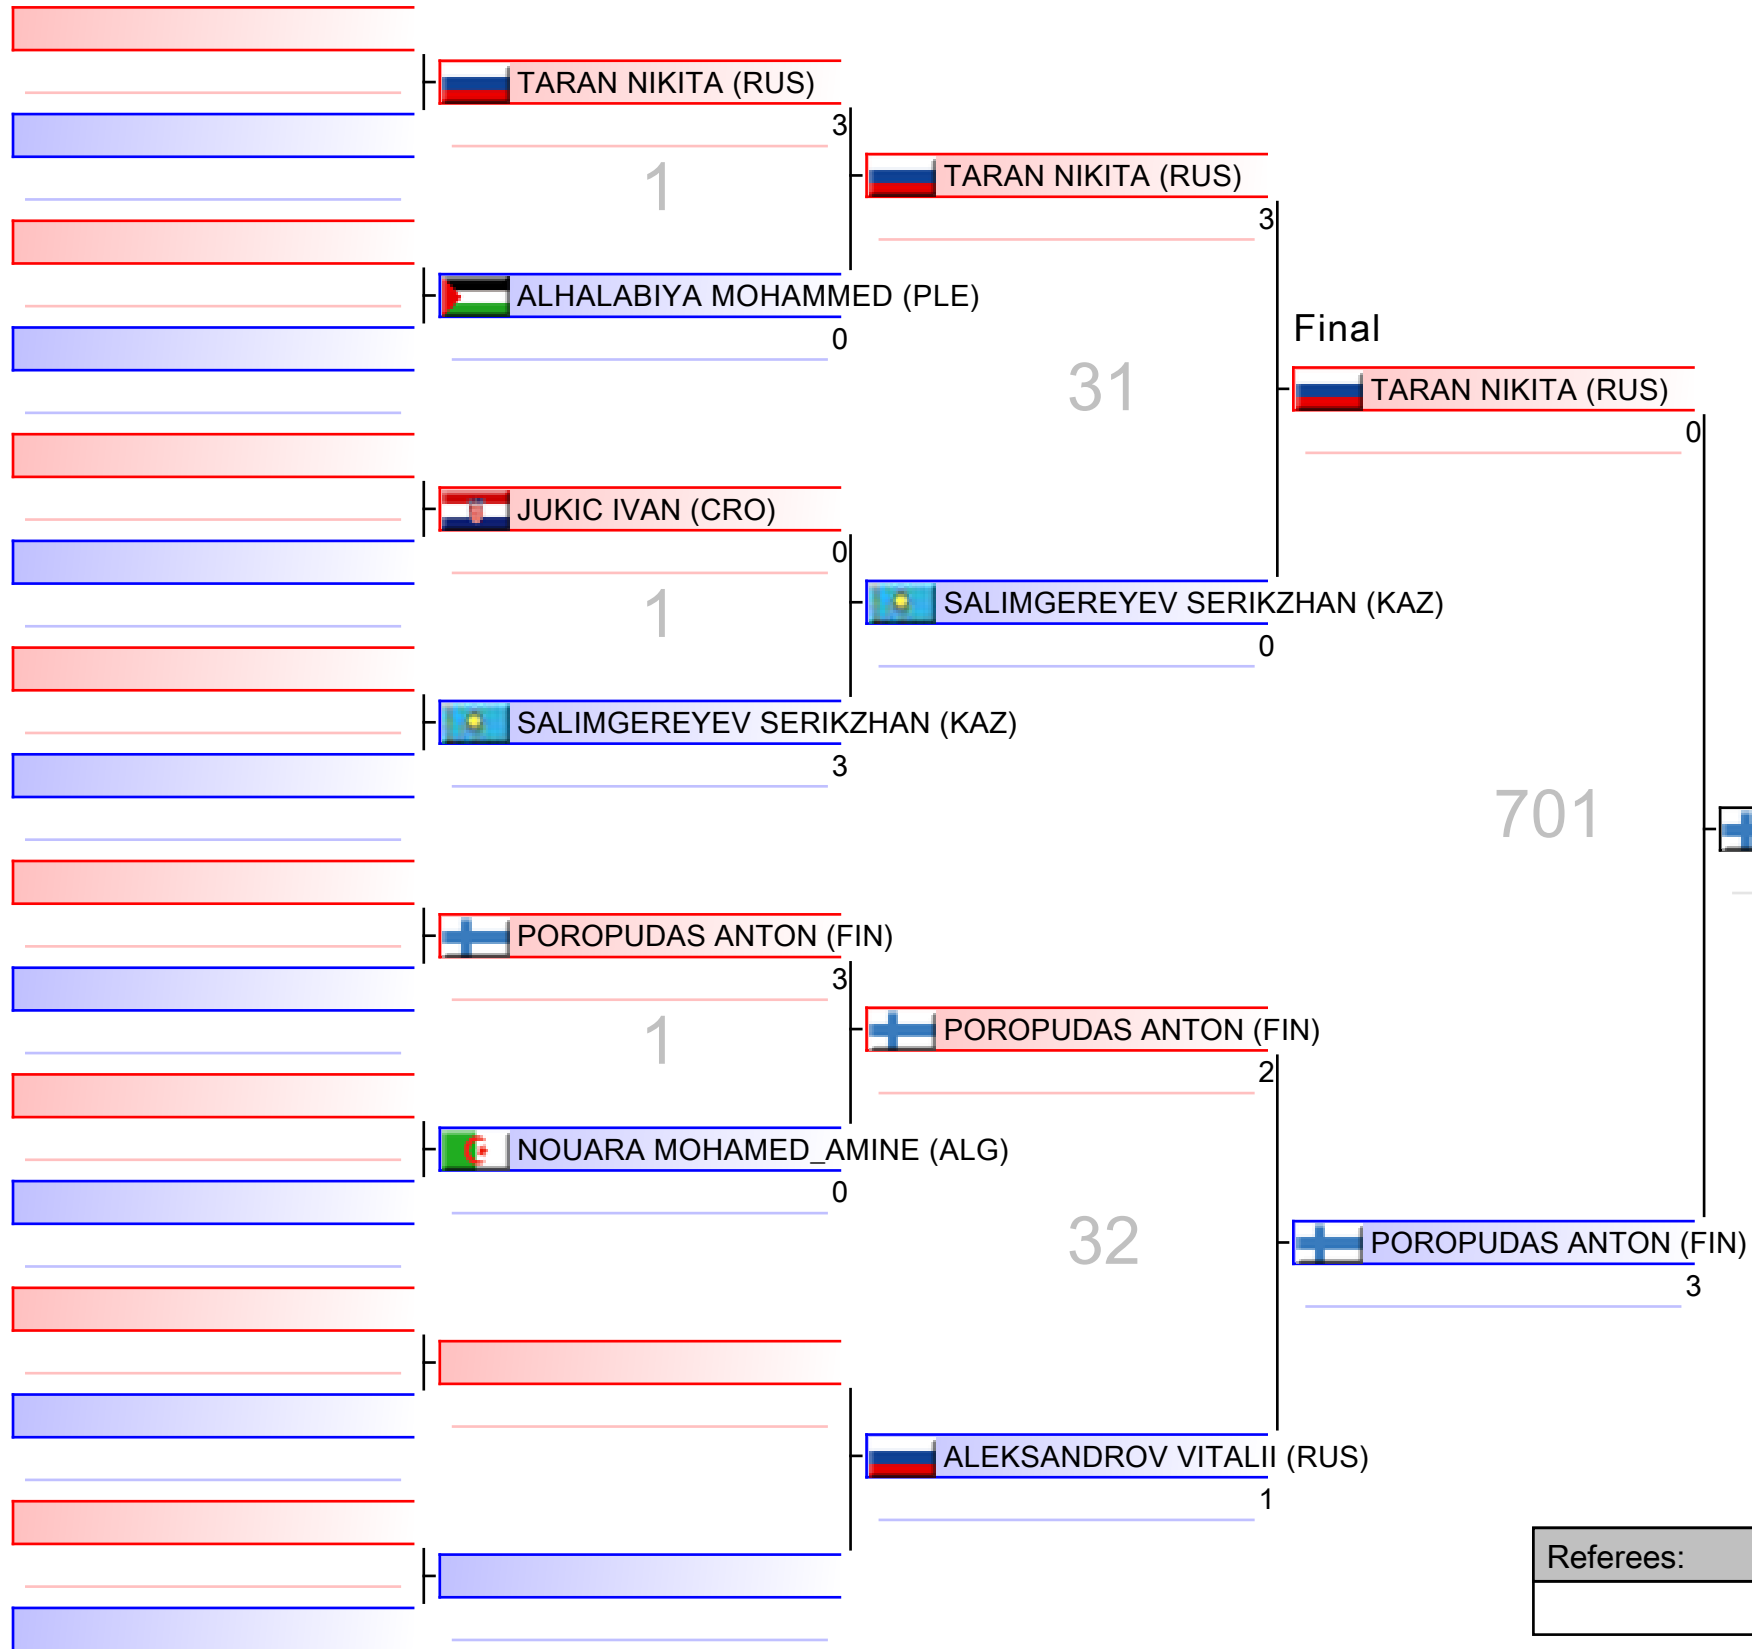 TARAN NIKITA (RUS)
3
1
ALHALABIYA MOHAMMED (PLE)
0
JUKIC IVAN (CRO)
0
1
SALIMGEREYEV SERIKZHAN (KAZ)
3
POROPUDAS ANTON (FIN)
3
1
NOUARA MOHAMED_AMINE (ALG)
0
TARAN NIKITA (RUS)
3
31
SALIMGEREYEV SERIKZHAN (KAZ)
0
POROPUDAS ANTON (FIN)
2
32
ALEKSANDROV VITALII (RUS)
1
Final
TARAN NIKITA (RUS)
0
701
POROPUDAS ANTON (FIN)
3
Referees: